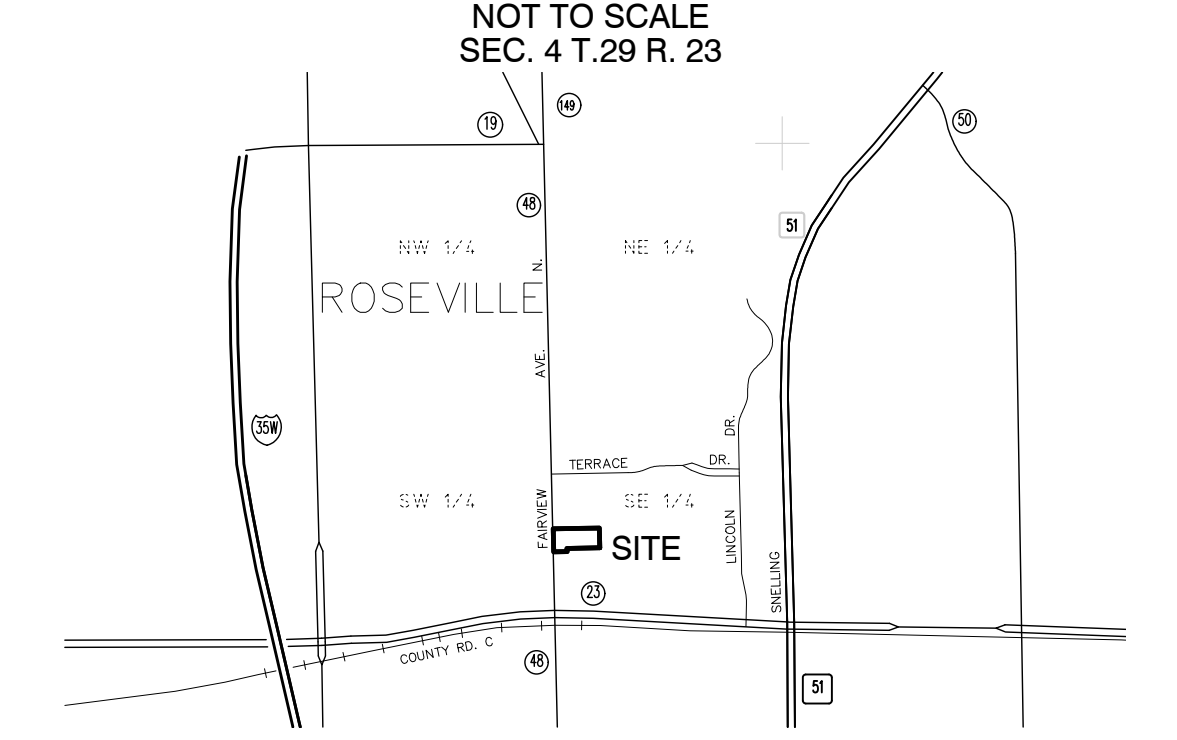 NOT TO SCALE
SEC. 4 T.29 R. 23
149
19
50
48
51
NW 1/4
NE 1/4
N.
ROSEVILLE
AVE.
35W
DR.
TERRACE
DR.
SW 1/4
SE 1/4
FAIRVIEW
LINCOLN
SITE
SNELLING
23
COUNTY RD. C
48
51